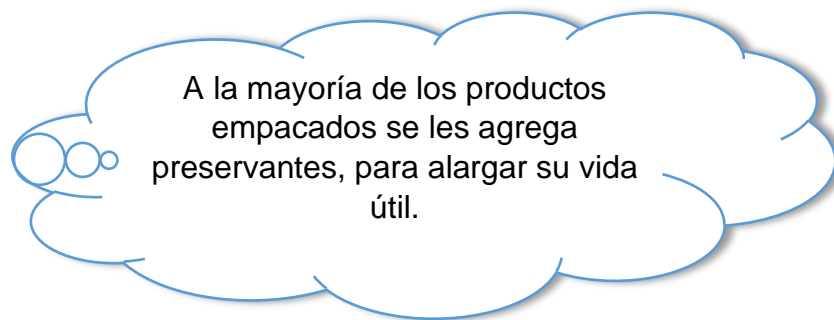 A la mayoría de los productos
empacados se les agrega
preservantes, para alargar su vida
útil.